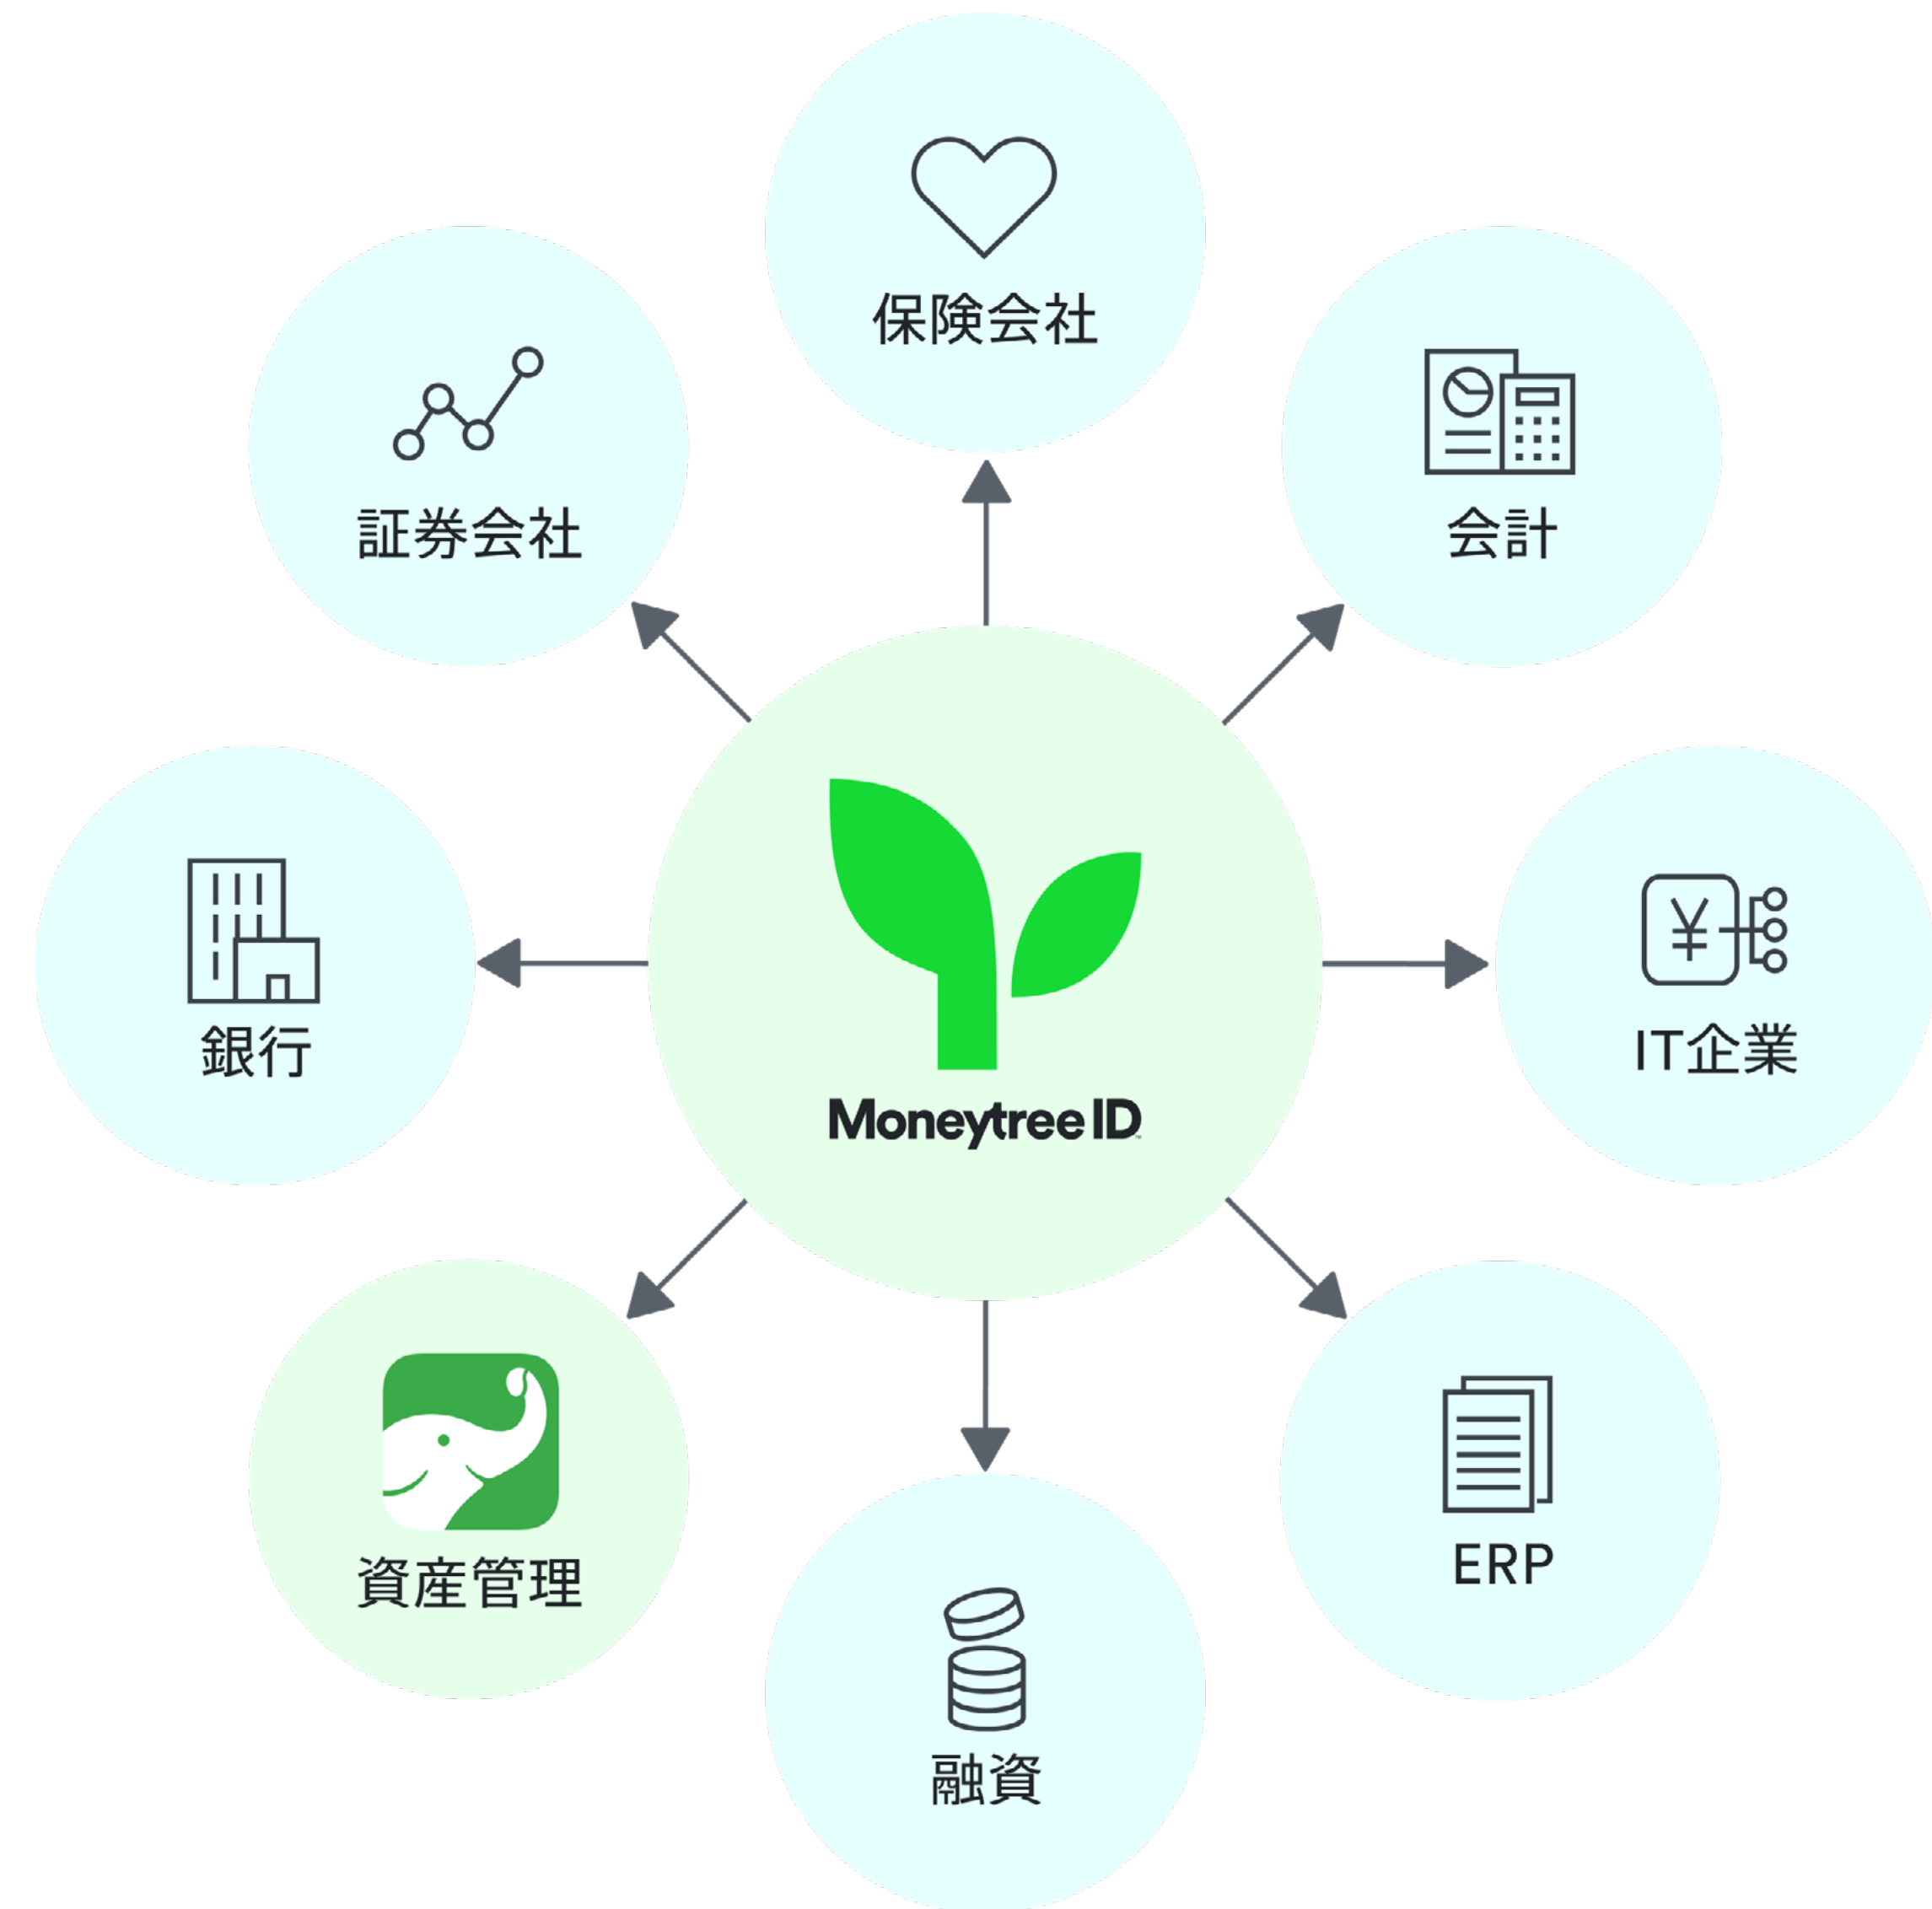 保険会社
証券会社
会計
銀行
Moneytree ID™
IT企業
資産管理
ERP
融資